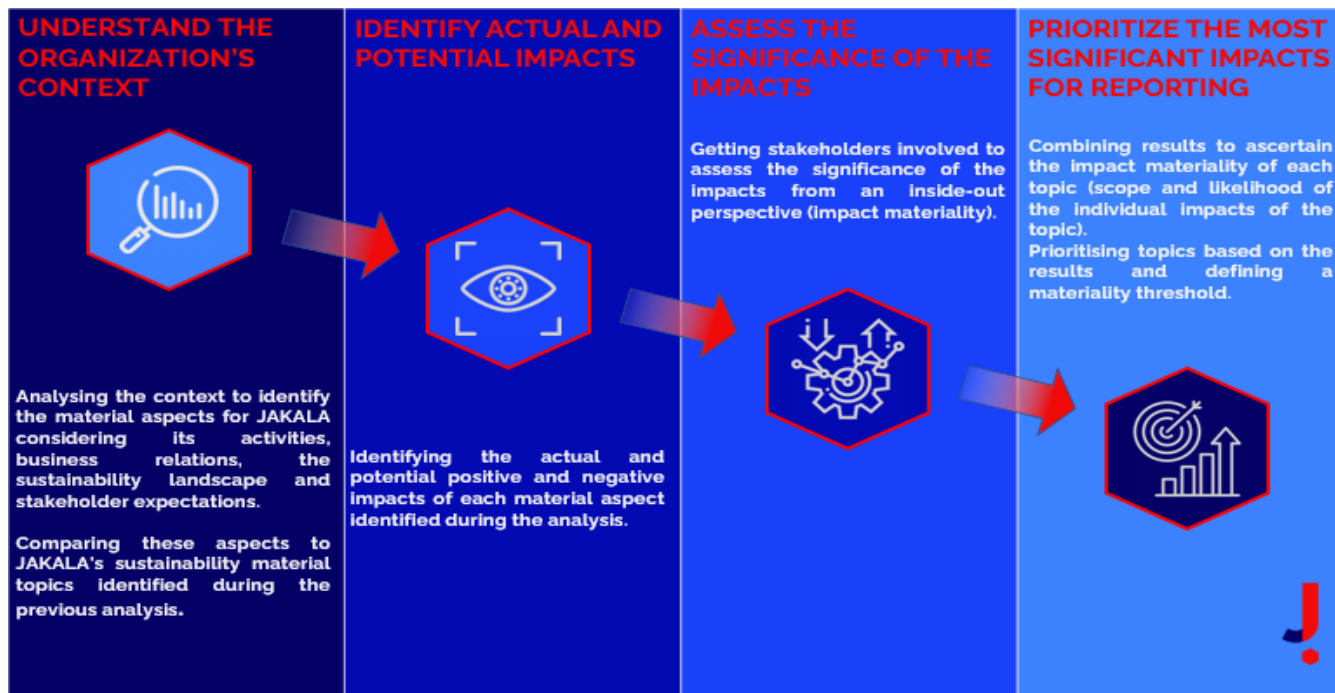 UNDERSTAND THE
ORGANIZATION'S
CONTEXT
Analysing the context to identify
the material aspects for JAKALA
considering its activities,
business relations, the
sustainability landscape and
stakeholder expectations.
Comparing these aspects to
JAKALA's sustainability material
topics identified during the
previous analysis.
IDENTIFY ACTUAL AND
POTENTIAL IMPACTS
Identifying the actual and
potential positive and negative
impacts of each material aspect
identified during the analysis.
ASSESS THE
SIGNIFICANCE OF THE
IMPACTS
Getting stakeholders involved to
assess the significance of the
impacts from an inside-out
perspective (impact materiality).
PRIORITIZE THE MOST
SIGNIFICANT IMPACTS
FOR REPORTING
Combining results to ascertain
the impact materiality of each
topic (scope and likelihood of
the individual impacts of the
topic).
Prioritising topics based on the
results and defining a
materiality threshold.